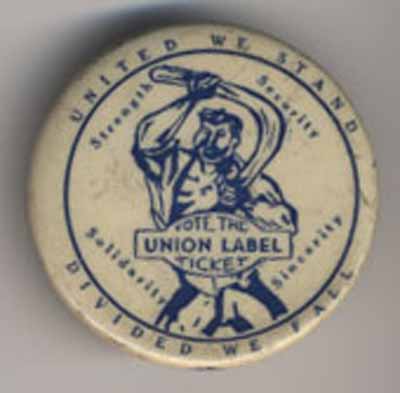 UNITED WE STAND
Strength
Security
VOTE THE
UNION LABEL
TICKET
Solidarity
Sincerity
DIVIDED WE FALL